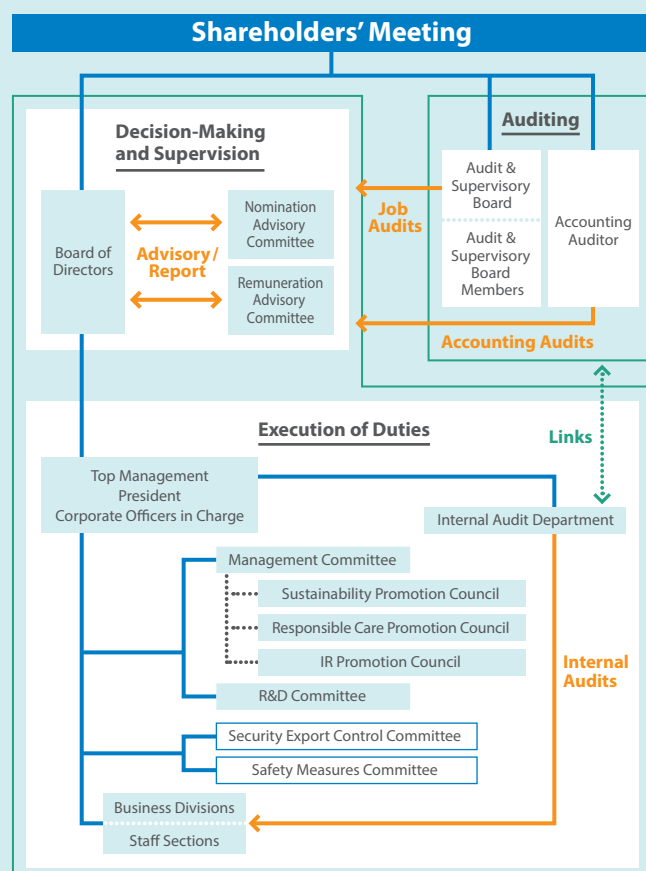 Shareholders' Meeting
Decision-Making
and Supervision
Board of
Directors
Advisory/
Report
Nomination
Advisory
Committee
Remuneration
Advisory
Committee
Job
Audits
Auditing
Audit &
Supervisory
Board
Audit &
Supervisory
Board
Members
Accounting
Auditor
Accounting Audits
Links
Execution of Duties
Top Management
President
Corporate Officers in Charge
Internal Audit Department
Management Committee
Sustainability Promotion Council
Responsible Care Promotion Council
IR Promotion Council
R&D Committee
Internal
Audits
Security Export Control Committee
Safety Measures Committee
Business Divisions
Staff Sections